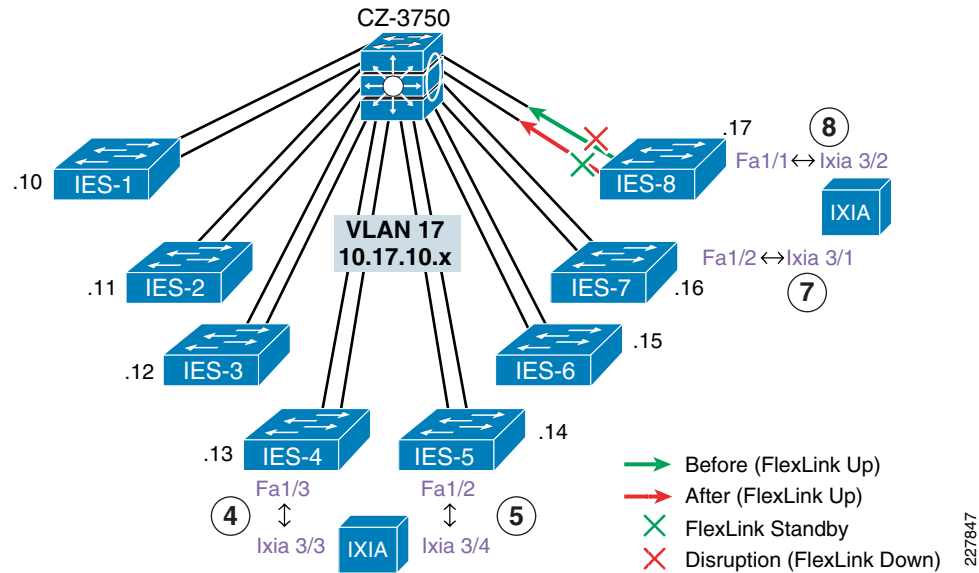 CZ-3750
.17
8
Fa1/1 ↔ Ixia 3/2
IES-8
IXIA
.10
IES-1
VLAN 17
10.17.10.x
Fa1/2 ↔Ixia 3/1
7
.11
IES-2
IES-7
.16
.12
IES-3
IES-6
.15
.13
IES-4
IES-5
.14
Fa1/3
Fa1/2
4
5
Ixia 3/3
IXIA
Ixia 3/4
Before (FlexLink Up)
After (FlexLink Up)
FlexLink Standby
Disruption (FlexLink Down)
227847